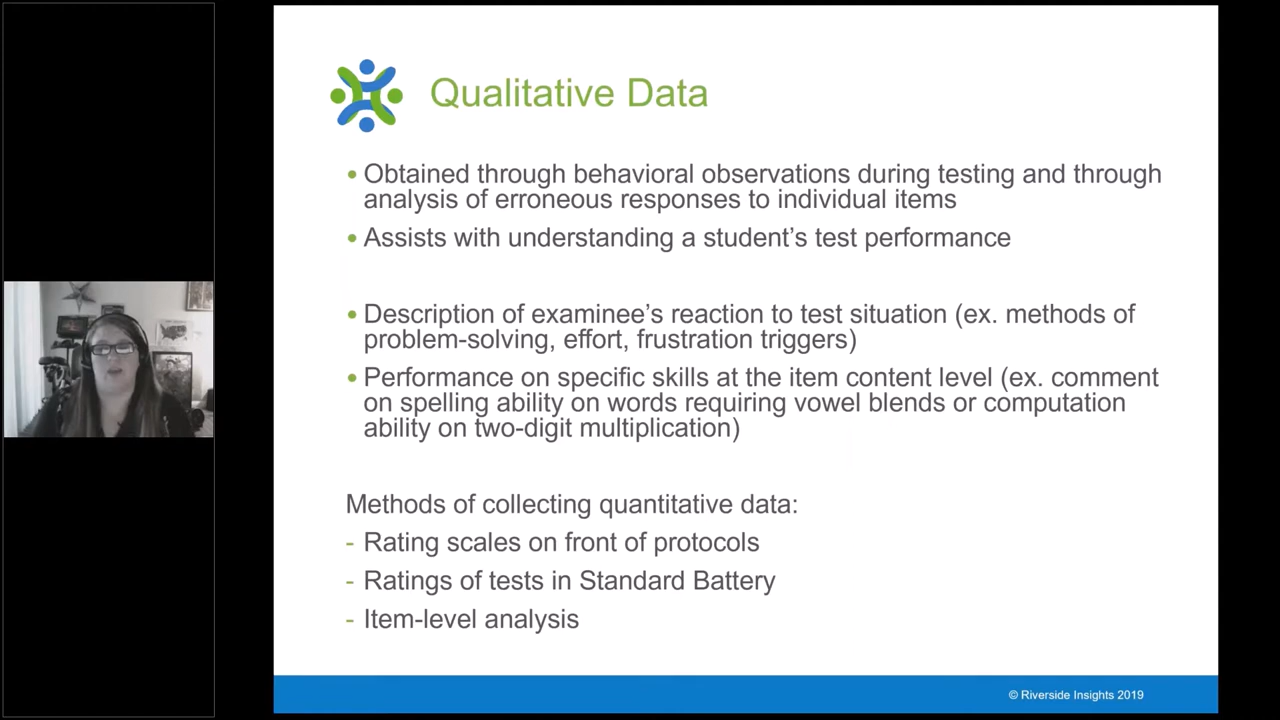 Qualitative Data
• Obtained through behavioral observations during testing and through
analysis of erroneous responses to individual items
• Assists with understanding a student's test performance
• Description of examinee's reaction to test situation (ex. methods of
problem-solving, effort, frustration triggers)
• Performance on specific skills at the item content level (ex. comment
on spelling ability on words requiring vowel blends or computation
ability on two-digit multiplication)
Methods of collecting quantitative data:
- Rating scales on front of protocols
- Ratings of tests in Standard Battery
- Item-level analysis
© Riverside Insights 2019